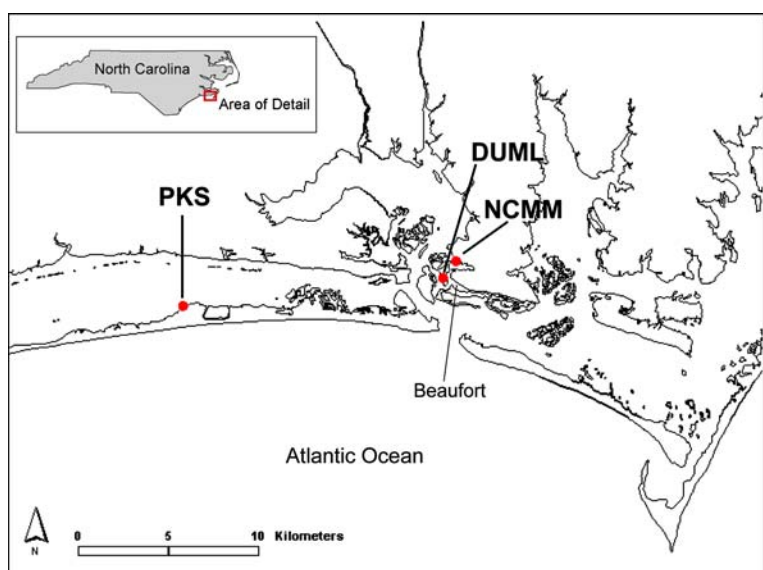 North Carolina
Area of Detail
DUML
PKS
NCMM
Beaufort
Atlantic Ocean
N
0 5 10 Kilometers